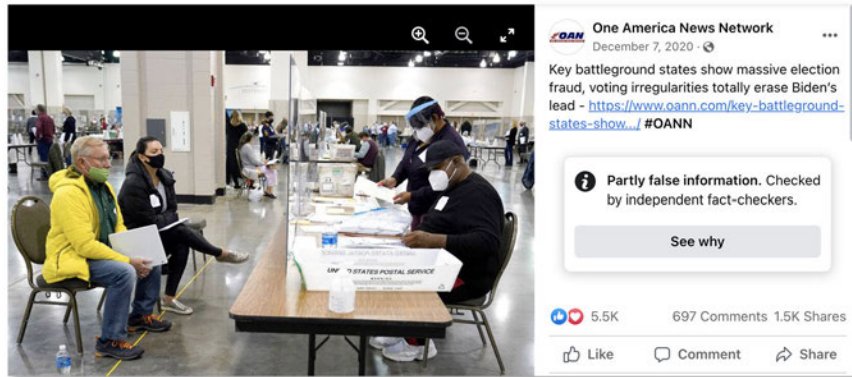 OAN
One America News Network
December 7, 2020 ·
Key battleground states show massive election
fraud, voting irregularities totally erase Biden's
lead - https://www.oann.com/key-battleground-
states-show.../ #OANN
Partly false information. Checked
by independent fact-checkers.
See why
UNITED STATES POSTAL SERVICE
5.5K 697 Comments 1.5K Shares
Like Comment Share